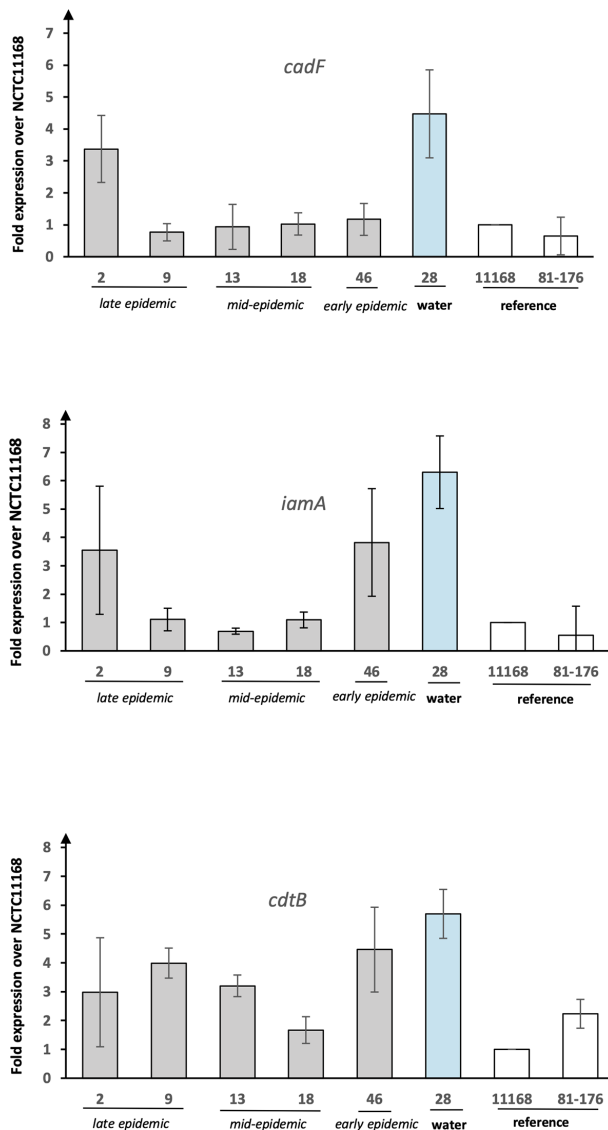 Fold expression over NCTC11168
cadF
7
6
5
4
3
2
1
0
2 9 13 18 46 28 11168 81-176
late epidemic mid-epidemic early epidemic water reference
Fold expression over NCTC11168
iamA
8
7
6
5
4
3
2
1
0
2 9 13 18 46 28 11168 81-176
late epidemic mid-epidemic early epidemic water reference
Fold expression over NCTC11168
cdtB
8
7
6
5
4
3
2
1
0
2 9 13 18 46 28 11168 81-176
late epidemic mid-epidemic early epidemic water reference